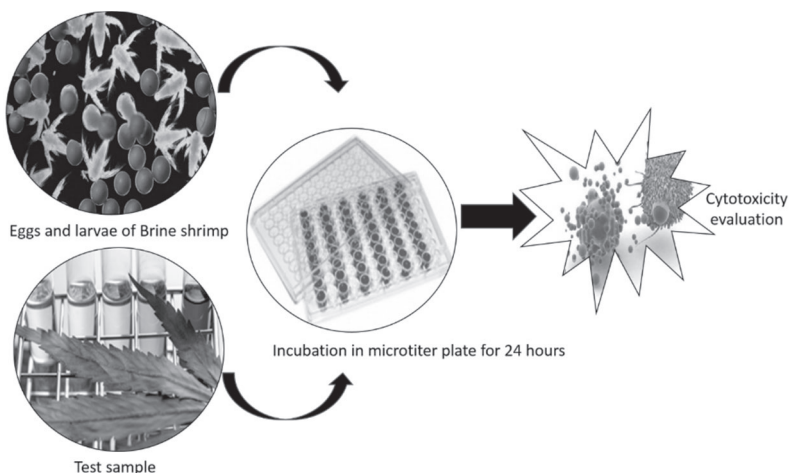 Eggs and larvae of Brine shrimp
Test sample
Incubation in microtiter plate for 24 hours
Cytotoxicity
evaluation